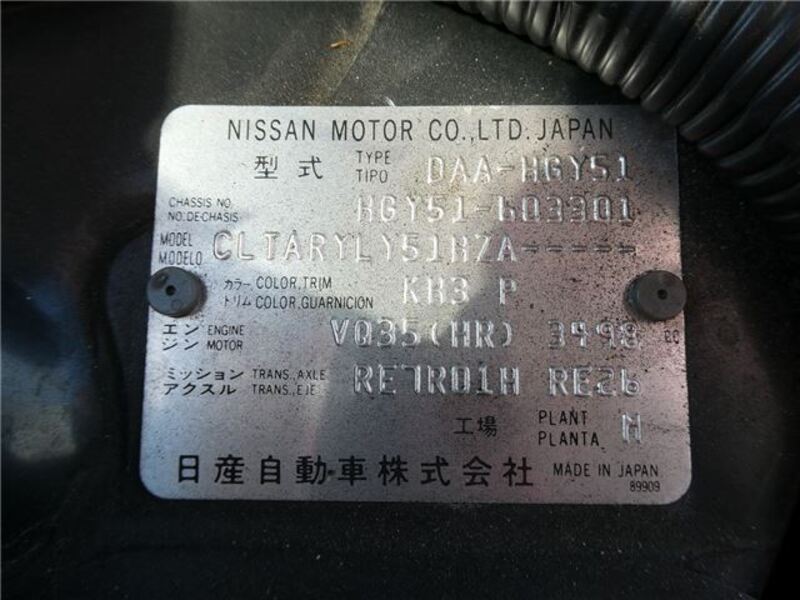 NISSAN MOTOR CO.,LTD. JAPAN
型式 TYPE TIPO DAA-HGY51
CHASSIS NO. NO. DE-CHASIS HGY51-603301
MODEL MODELO CLTARYLY51HZA-----
カラー COLOR,TRIM トリム COLOR,GUARNICION KH3 P
エンジン ENGINE MOTOR VQ35(HR) 3498 cc
ミッション TRANS.,AXLE アクスル TRANS.,EJE RE7R01H RE26
工場 PLANT PLANTA M
日産自動車株式会社 MADE IN JAPAN
89909